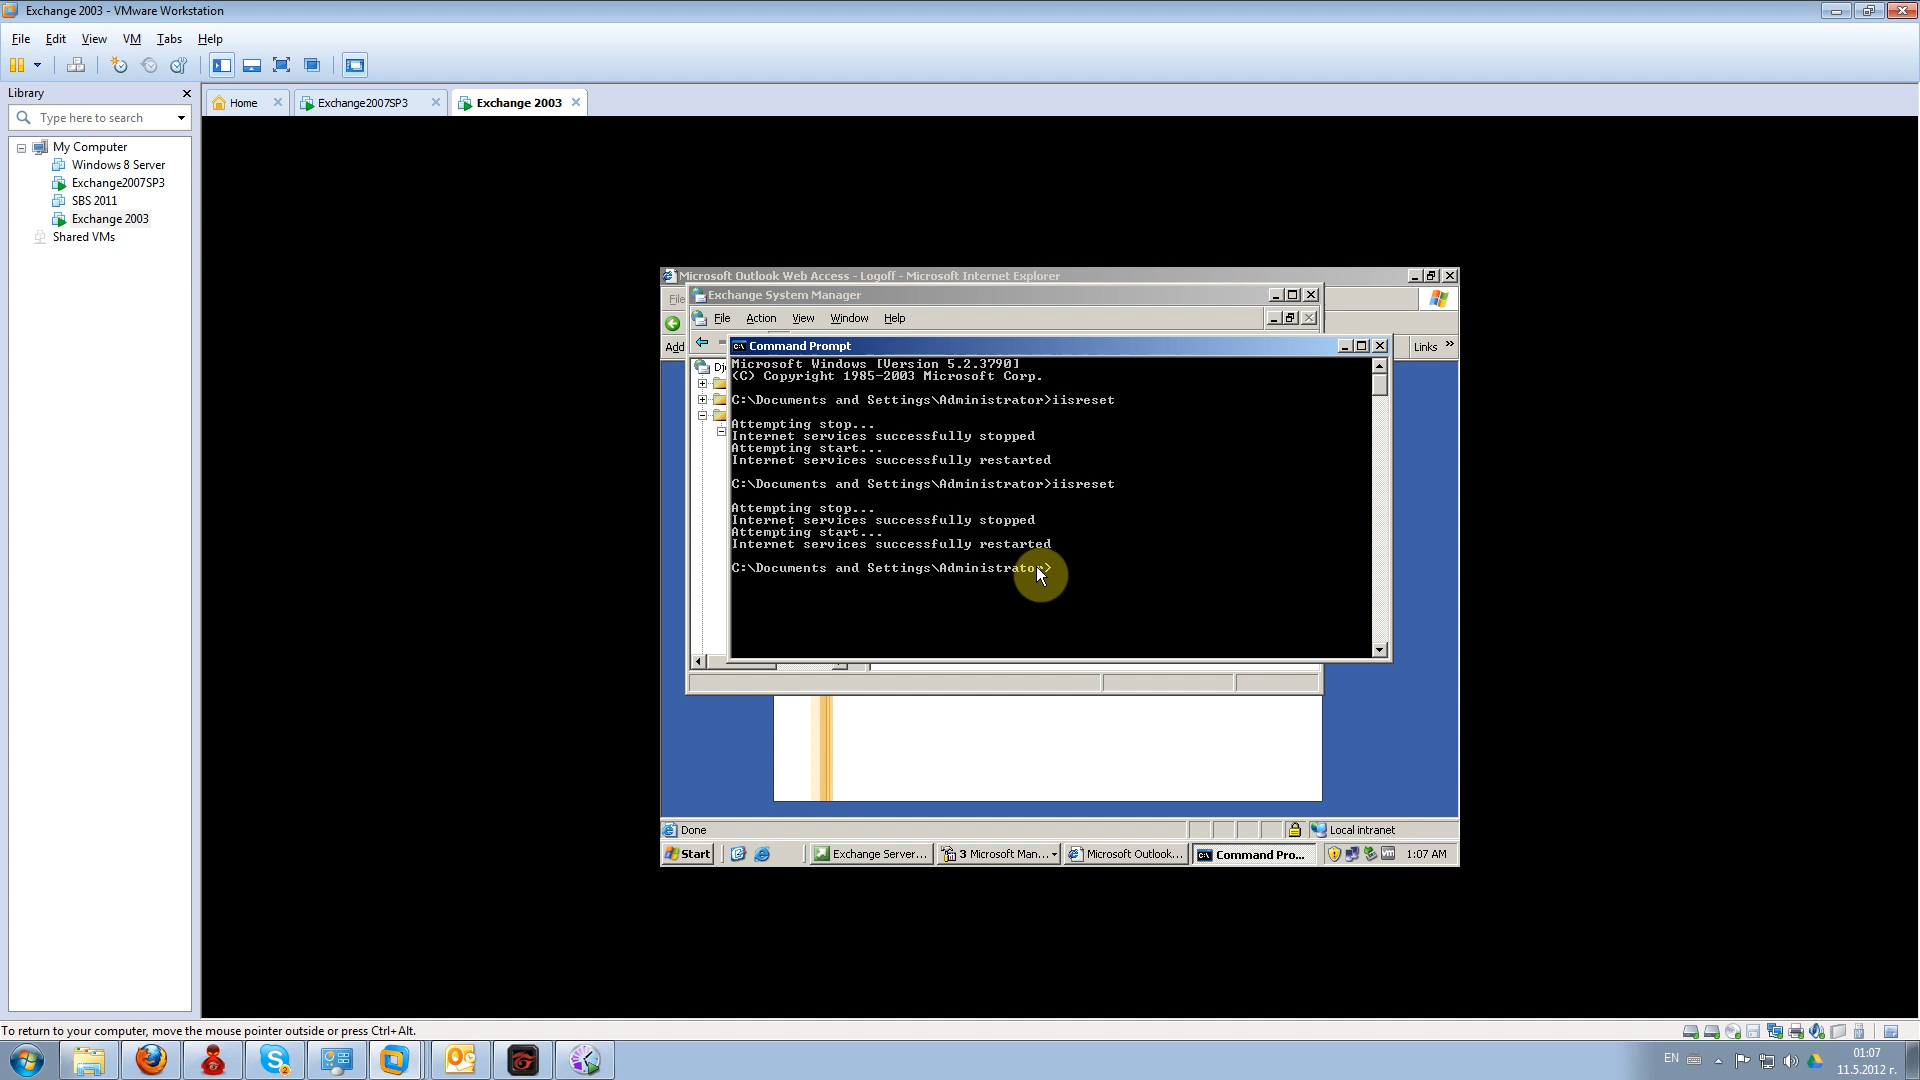 Exchange 2003 - VMware Workstation
File Edit View VM Tabs Help
Library
Type here to search
My Computer
Windows 8 Server
Exchange2007SP3
SBS 2011
Exchange 2003
Shared VMs
Home
Exchange2007SP3
Exchange 2003
Microsoft Outlook Web Access - Logoff - Microsoft Internet Explorer
File
Exchange System Manager
File Action View Window Help
Add
Links »
Command Prompt
Microsoft Windows [Version 5.2.3790]
(C) Copyright 1985-2003 Microsoft Corp.
C:\Documents and Settings\Administrator>iisreset
Attempting stop...
Internet services successfully stopped
Attempting start...
Internet services successfully restarted
C:\Documents and Settings\Administrator>iisreset
Attempting stop...
Internet services successfully stopped
Attempting start...
Internet services successfully restarted
C:\Documents and Settings\Administrator>
Done
Local intranet
Start
Exchange Server...
3 Microsoft Man...
Microsoft Outlook...
Command Pro...
1:07 AM
To return to your computer, move the mouse pointer outside or press Ctrl+Alt.
EN
01:07
11.5.2012 г.